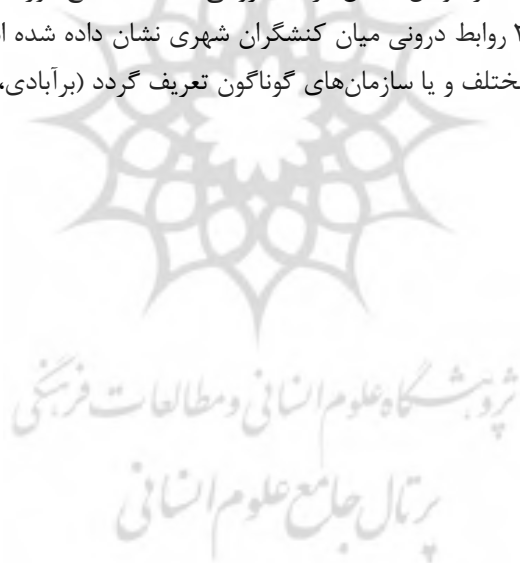 ۲ روابط درونی میان کنشگران شهری نشان داده شده ا
ختلف و یا سازمان‌های گوناگون تعریف گردد (برآبادی،
پژوهشگاه علوم انسانی و مطالعات فرهنگی
پرتال جامع علوم انسانی